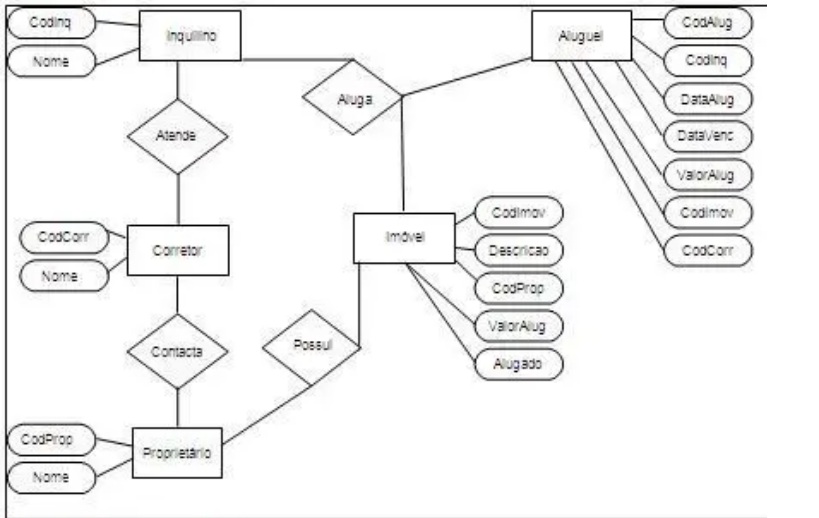 CodInq
Nome
Inquilino
Aluguel
CodAlug
CodInq
DataAlug
DataVenc
ValorAlug
CodImov
CodCorr
Aluga
Atende
CodCorr
Nome
Corretor
Imóvel
CodImov
Descricao
CodProp
ValorAlug
Alugado
Contacta
Possui
CodProp
Nome
Proprietário